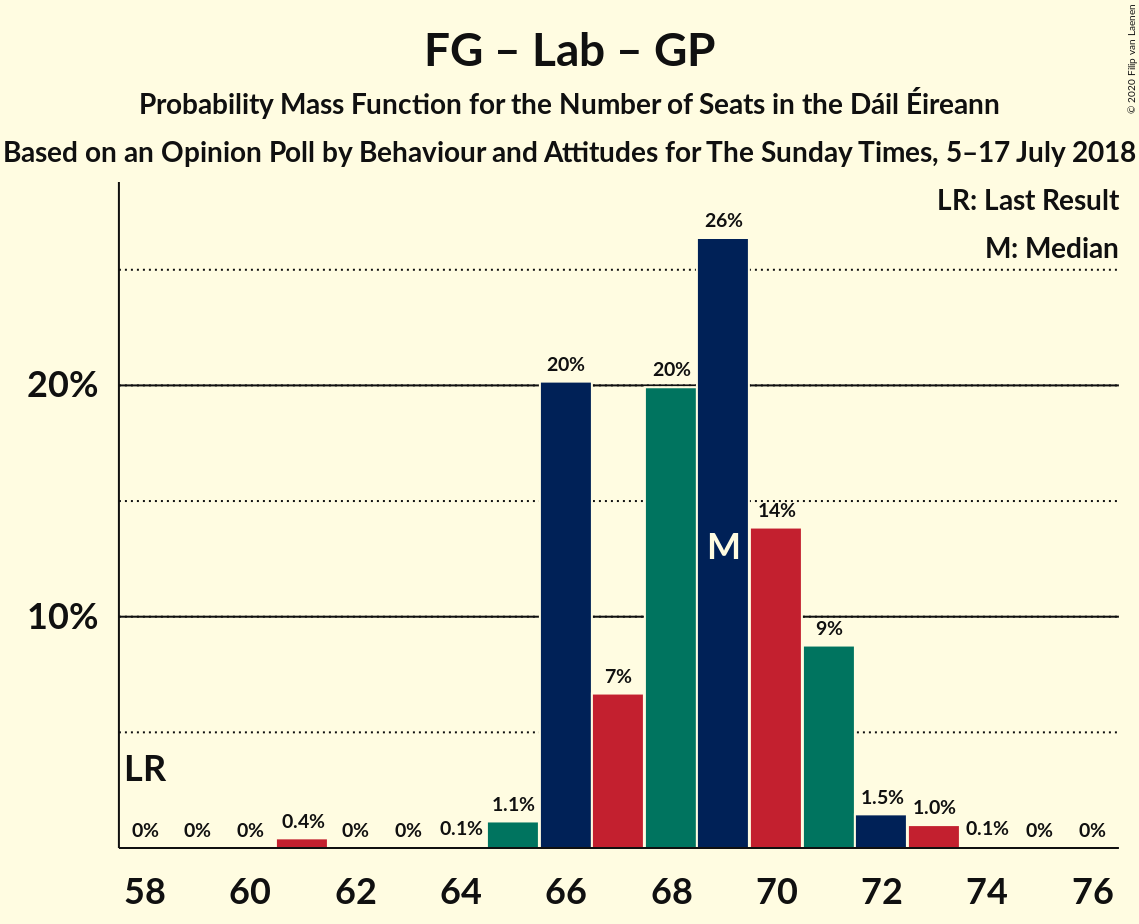 FG – Lab – GP
Probability Mass Function for the Number of Seats in the Dáil Éireann
Based on an Opinion Poll by Behaviour and Attitudes for The Sunday Times, 5–17 July 2018
© 2020 Filip van Laenen
LR: Last Result
M: Median
26%
20%
20%
20%
M
14%
10%
9%
7%
LR
0%
0%
0%
0.4%
0%
0%
0.1%
1.1%
1.5%
1.0%
0.1%
0%
0%
58 60 62 64 66 68 70 72 74 76